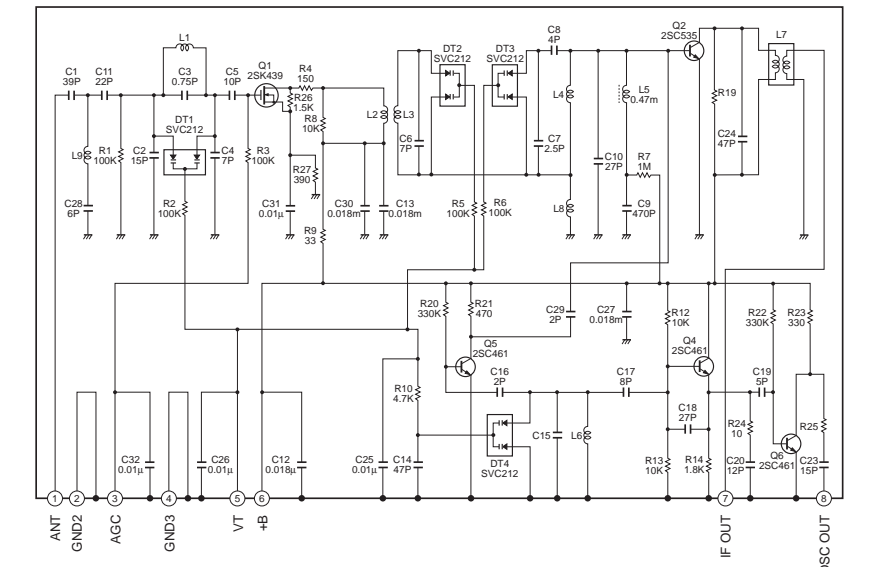 L1
C1
39P
C11
22P
C3
0.75P
C5
10P
Q1
2SK439
R4
150
R26
1.5K
R8
10K
L2
L3
DT2
SVC212
DT3
SVC212
C8
4P
Q2
2SC535
L7
L4
L5
0.47m
R19
DT1
SVC212
L9
R1
100K
C2
15P
C4
7P
R3
100K
C6
7P
C7
2.5P
C10
27P
C24
47P
R27
390
R7
1M
C28
6P
R2
100K
C31
0.01μ
C30
0.018m
C13
0.018m
R5
100K
R6
100K
L8
C9
470P
R9
33
R20
330K
R21
470
C29
2P
C27
0.018m
R12
10K
R22
330K
R23
330
Q5
2SC461
Q4
2SC461
C16
2P
C17
8P
C19
5P
R10
4.7K
C18
27P
R24
10
R25
C15
L6
Q6
2SC461
C32
0.01μ
C26
0.01μ
C12
0.018μ
C25
0.01μ
C14
47P
DT4
SVC212
R13
10K
R14
1.8K
C20
12P
C23
15P
1
2
3
4
5
6
7
8
ANT
GND2
AGC
GND3
VT
+B
IF OUT
OSC OUT